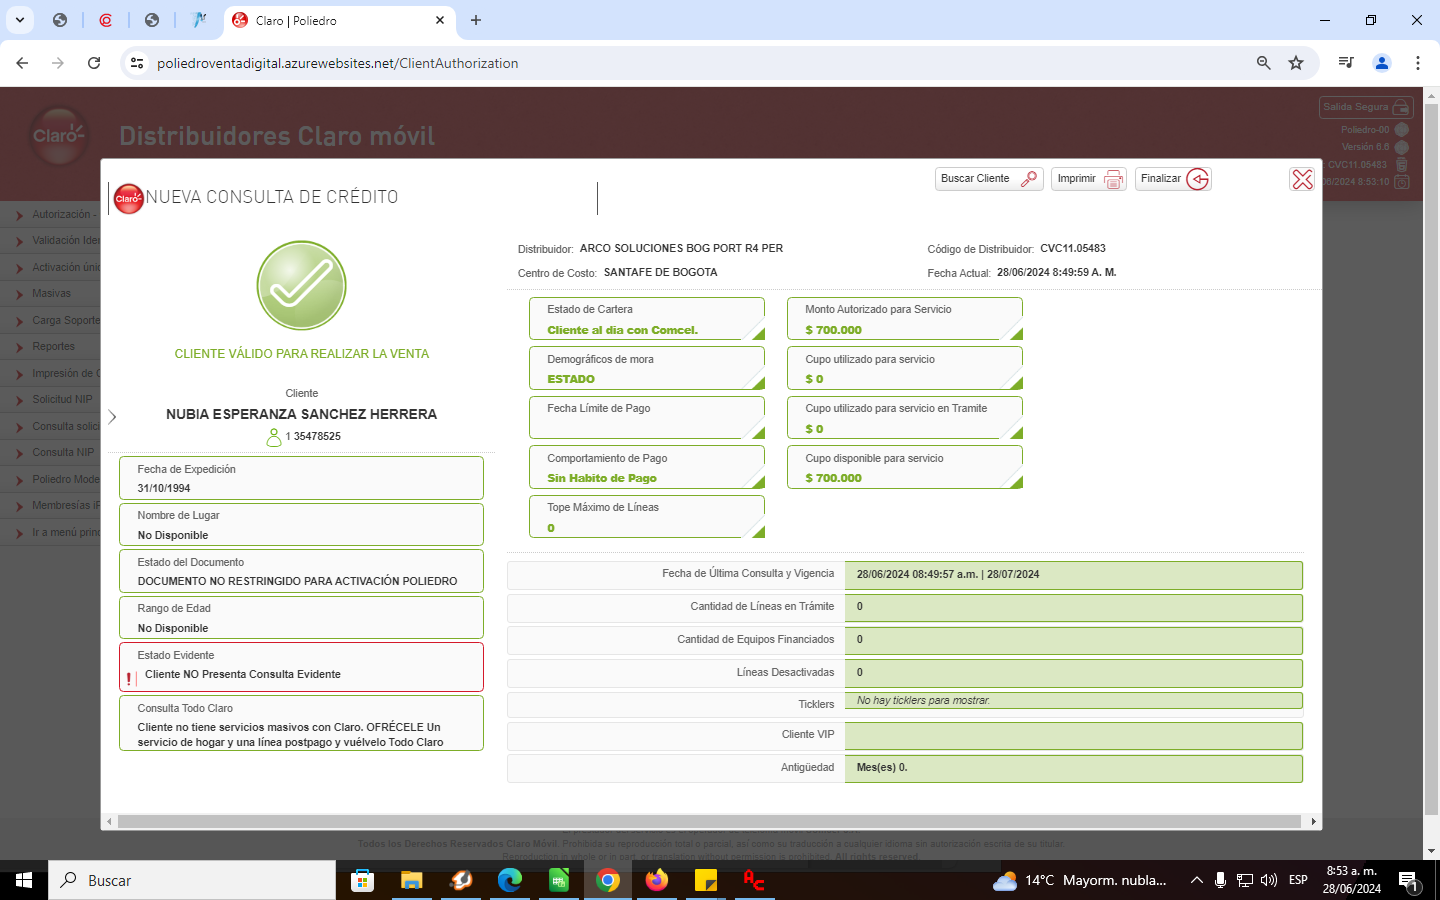 Claro | Poliedro
poliedroventadigital.azurewebsites.net/ClientAuthorization
Claro
Distribuidores Claro móvil
Salida Segura
Poliedro-00
Versión 6.6
CVC11.05483
06/2024 8:53:10
Autorización -
Validación Iden
Activación únic
Masivas
Carga Soporte
Reportes
Impresión de C
Solicitud NIP
Consulta solici
Consulta NIP
Poliedro Mode
Membresías iP
Ir a menú princ
Claro
NUEVA CONSULTA DE CRÉDITO
Buscar Cliente
Imprimir
Finalizar
CLIENTE VÁLIDO PARA REALIZAR LA VENTA
Cliente
NUBIA ESPERANZA SANCHEZ HERRERA
1 35478525
Fecha de Expedición
31/10/1994
Nombre de Lugar
No Disponible
Estado del Documento
DOCUMENTO NO RESTRINGIDO PARA ACTIVACIÓN POLIEDRO
Rango de Edad
No Disponible
Estado Evidente
! Cliente NO Presenta Consulta Evidente
Consulta Todo Claro
Cliente no tiene servicios masivos con Claro. OFRÉCELE Un
servicio de hogar y una línea postpago y vuélvelo Todo Claro
Distribuidor: ARCO SOLUCIONES BOG PORT R4 PER
Código de Distribuidor: CVC11.05483
Centro de Costo: SANTAFE DE BOGOTA
Fecha Actual: 28/06/2024 8:49:59 A. M.
Estado de Cartera
Cliente al dia con Comcel.
Demográficos de mora
ESTADO
Fecha Límite de Pago
Comportamiento de Pago
Sin Habito de Pago
Tope Máximo de Líneas
0
Monto Autorizado para Servicio
$ 700.000
Cupo utilizado para servicio
$ 0
Cupo utilizado para servicio en Tramite
$ 0
Cupo disponible para servicio
$ 700.000
Fecha de Última Consulta y Vigencia 28/06/2024 08:49:57 a.m. | 28/07/2024
Cantidad de Líneas en Trámite 0
Cantidad de Equipos Financiados 0
Líneas Desactivadas 0
Ticklers No hay ticklers para mostrar.
Cliente VIP
Antigüedad Mes(es) 0.
Todos los Derechos Reservados Claro Móvil. Prohibida su reproducción total o parcial, así como su traducción a cualquier idioma sin autorización escrita de su titular.
Reproduction in whole or in part, or translation without permission is prohibited. All rights reserved.
Buscar
14°C Mayorm. nubla...
ESP
8:53 a. m.
28/06/2024
1